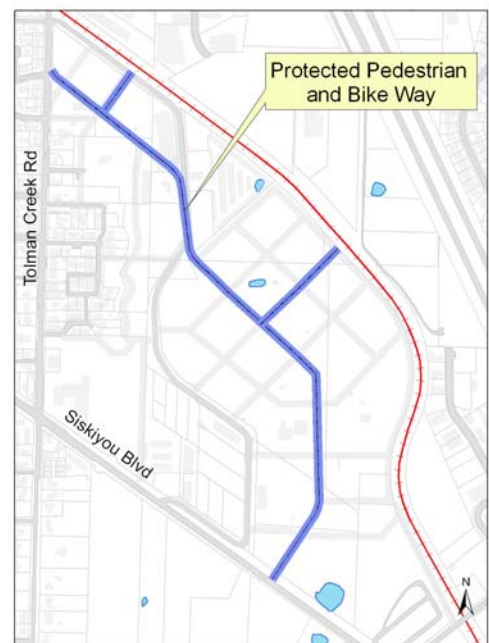 Protected Pedestrian
and Bike Way
Tolman Creek Rd
Siskiyou Blvd
N